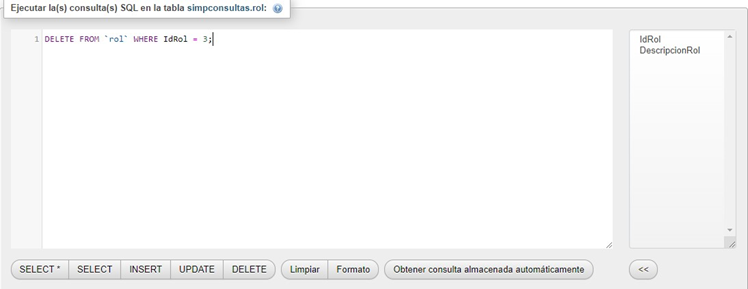 Ejecutar la(s) consulta(s) SQL en la tabla simpconsultas.rol:
1 DELETE FROM `rol` WHERE IdRol = 3;
IdRol
DescripcionRol
SELECT * SELECT INSERT UPDATE DELETE Limpiar Formato Obtener consulta almacenada automáticamente <<